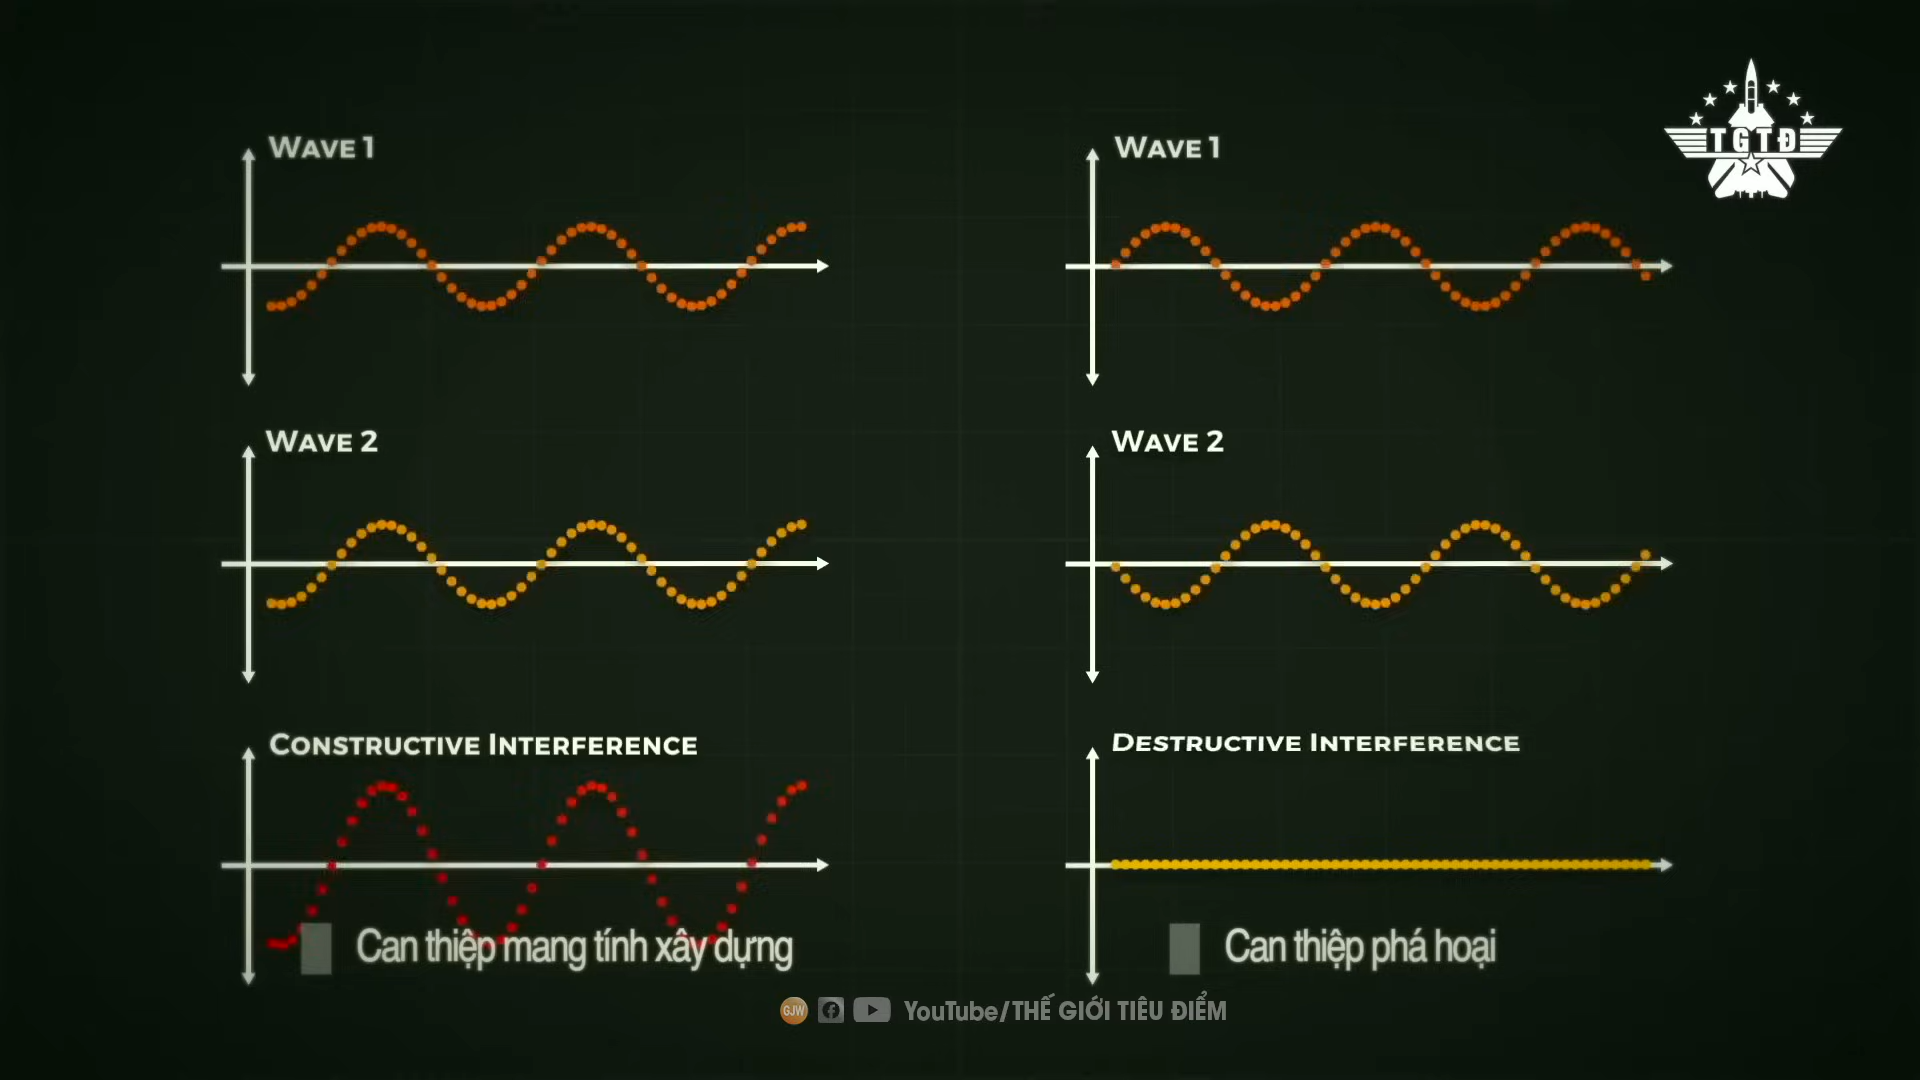 WAVE 1
WAVE 1
TGTĐ
WAVE 2
WAVE 2
CONSTRUCTIVE INTERFERENCE
DESTRUCTIVE INTERFERENCE
Can thiệp mang tính xây dựng
Can thiệp phá hoại
GJW YouTube/THẾ GIỚI TIÊU ĐIỂM